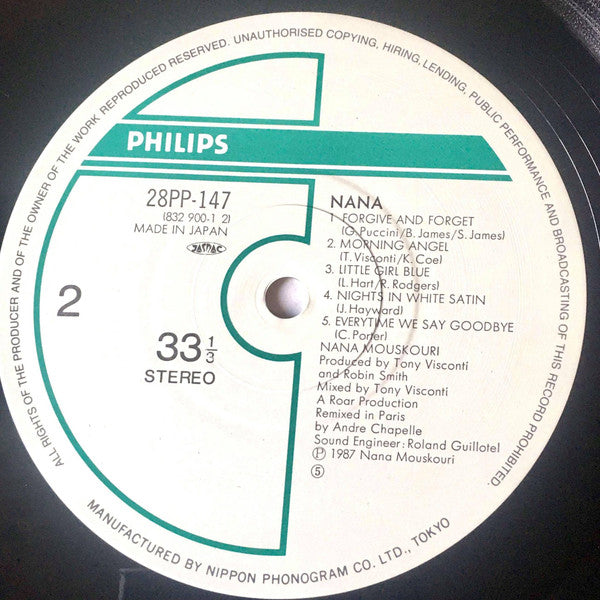 ALL RIGHTS OF THE PRODUCER AND OF THE OWNER OF THE WORK REPRODUCED RESERVED. UNAUTHORISED COPYING, HIRING, LENDING, PUBLIC PERFORMANCE AND BROADCASTING OF THIS RECORD PROHIBITED.
PHILIPS
28PP-147
(832 900-1 2)
MADE IN JAPAN
JASRAC
2
33 1/3
STEREO
NANA
1. FORGIVE AND FORGET
(G. Puccini/B. James/S. James)
2. MORNING ANGEL
(T. Visconti/K. Coe)
3. LITTLE GIRL BLUE
(L. Hart/R. Rodgers)
4. NIGHTS IN WHITE SATIN
(J. Hayward)
5. EVERYTIME WE SAY GOODBYE
(C. Porter)
NANA MOUSKOURI
Produced by Tony Visconti
and Robin Smith
Mixed by Tony Visconti
A Roar Production
Remixed in Paris
by Andre Chapelle
Sound Engineer: Roland Guillotel
℗ 1987 Nana Mouskouri
⑤
MANUFACTURED BY NIPPON PHONOGRAM CO. LTD., TOKYO